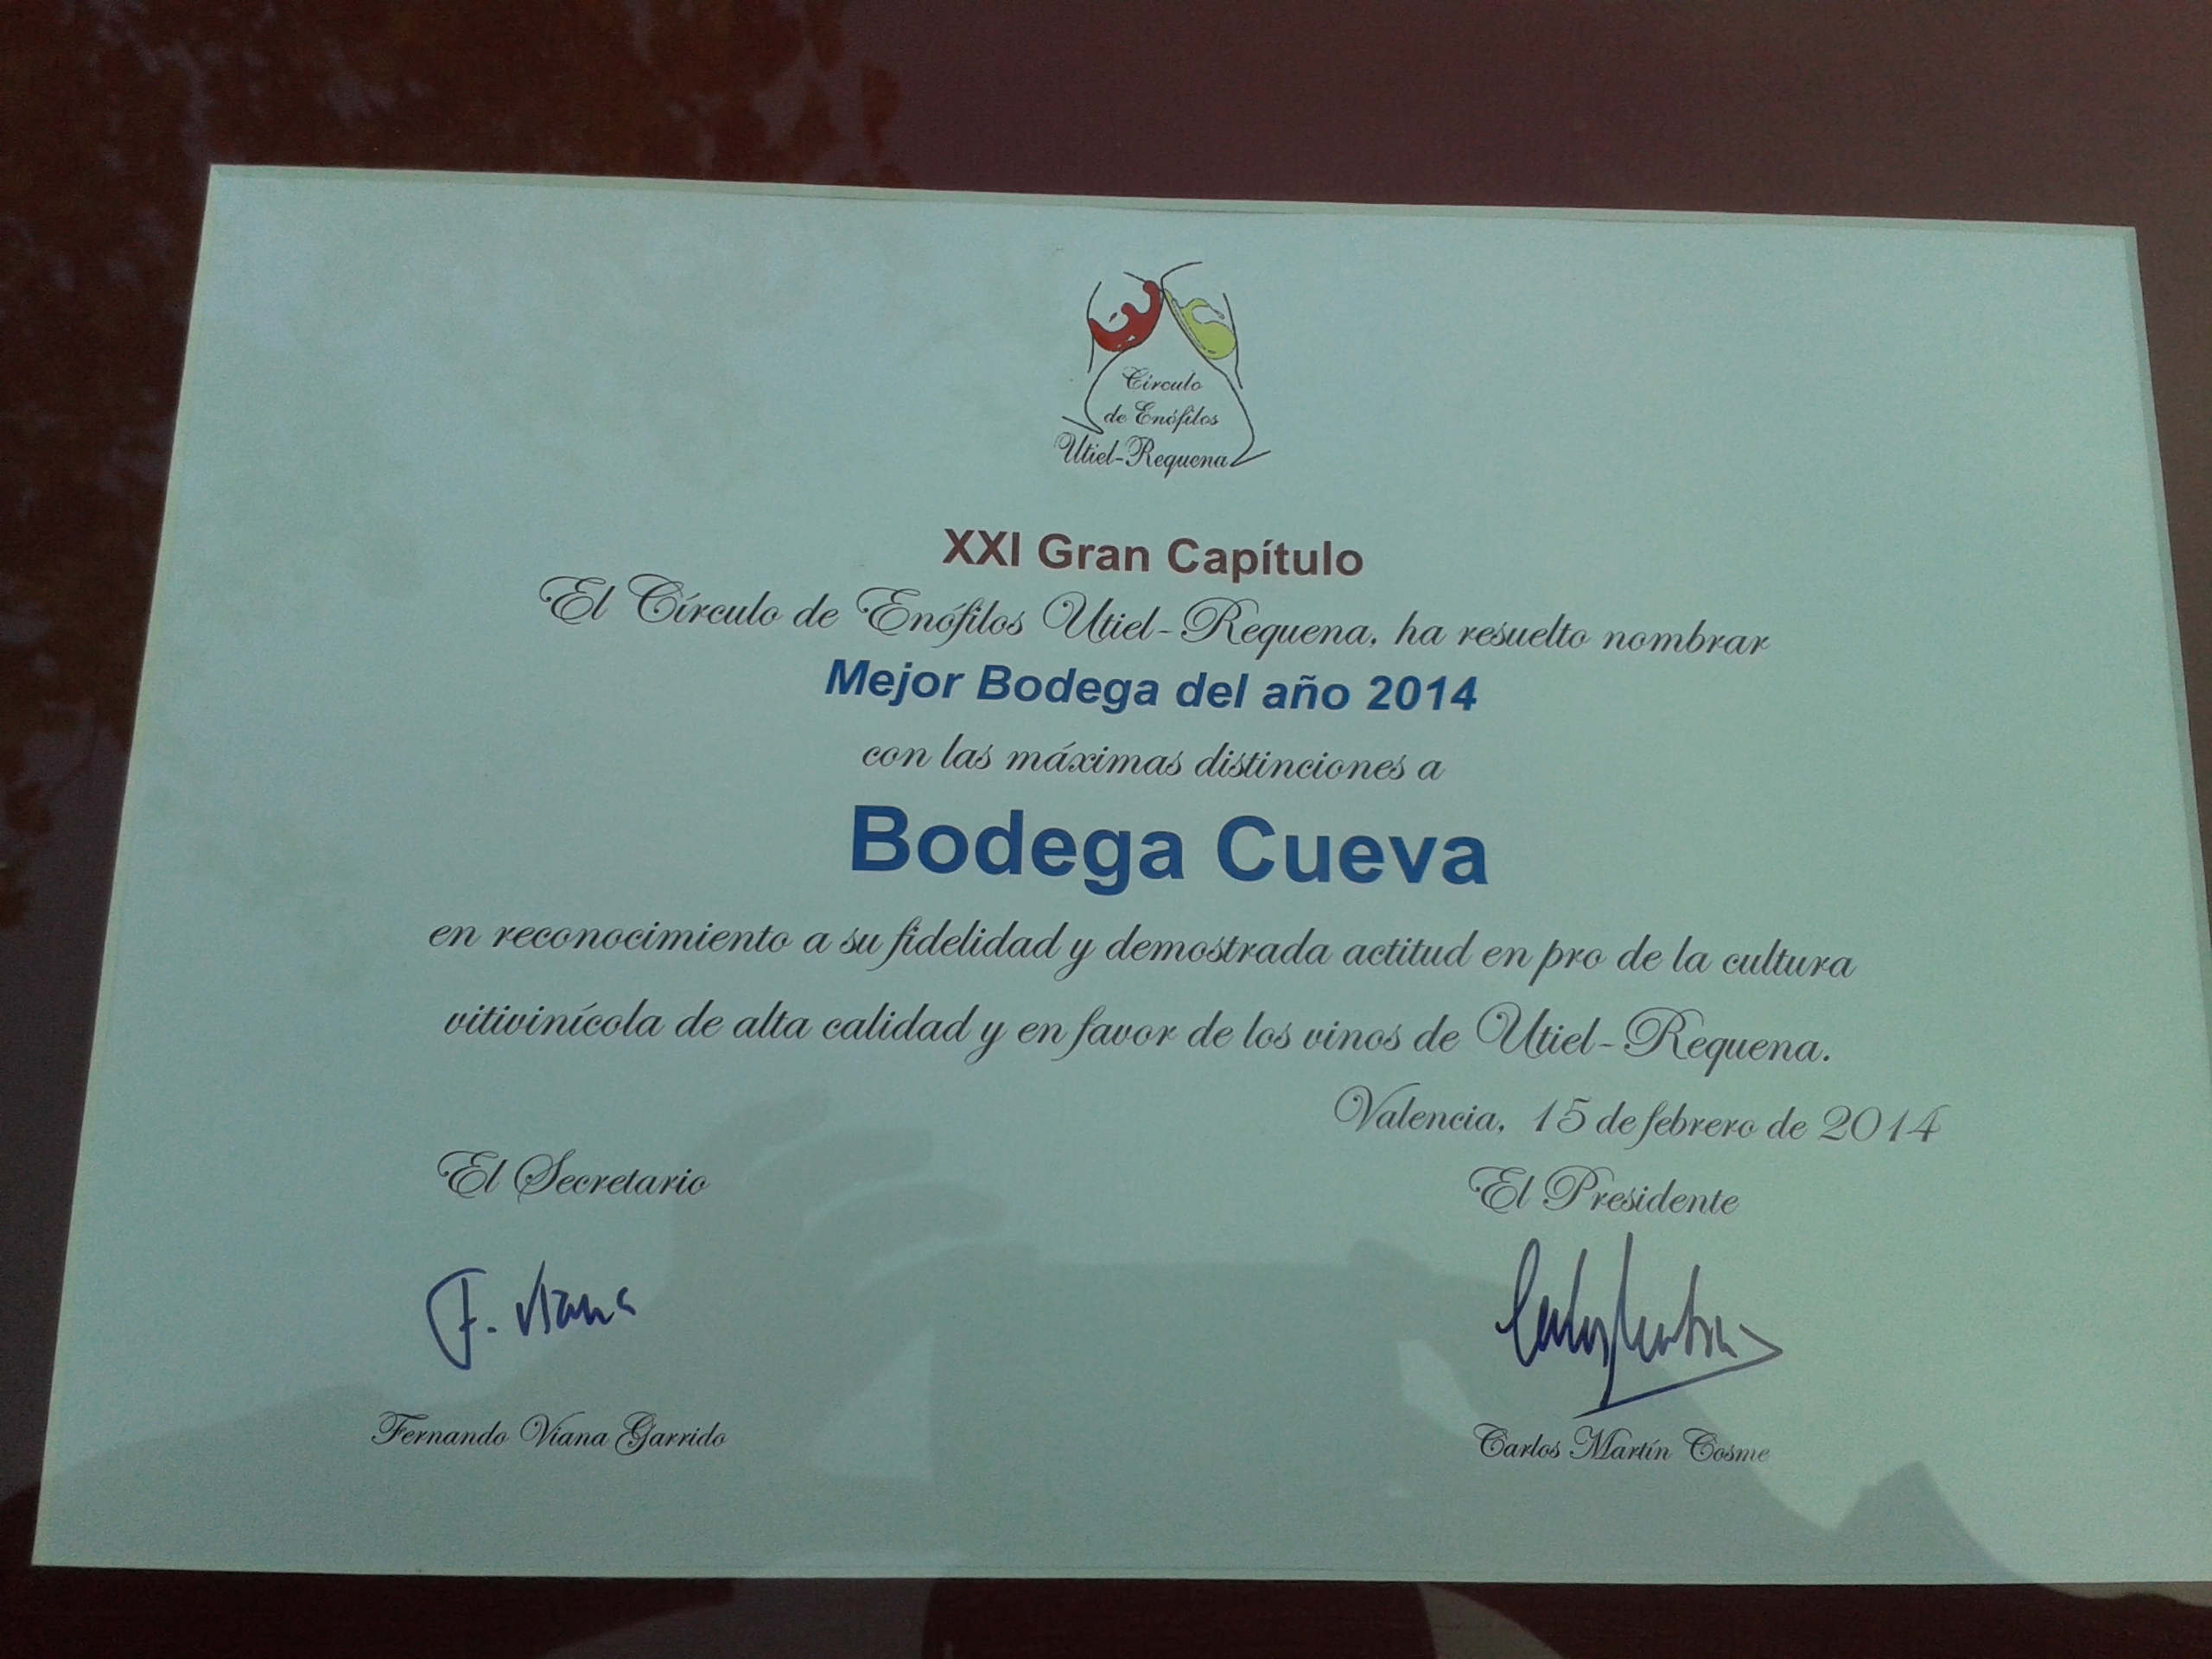 Círculo
de Enófilos
Utiel-Requena
XXI Gran Capítulo
El Círculo de Enófilos Utiel-Requena, ha resuelto nombrar
Mejor Bodega del año 2014
con las máximas distinciones a
Bodega Cueva
en reconocimiento a su fidelidad y demostrada actitud en pro de la cultura
vitivinícola de alta calidad y en favor de los vinos de Utiel-Requena.
Valencia, 15 de febrero de 2014
El Secretario
El Presidente
F. Viana
Carlos Martín
Fernando Viana Garrido
Carlos Martín Cosme